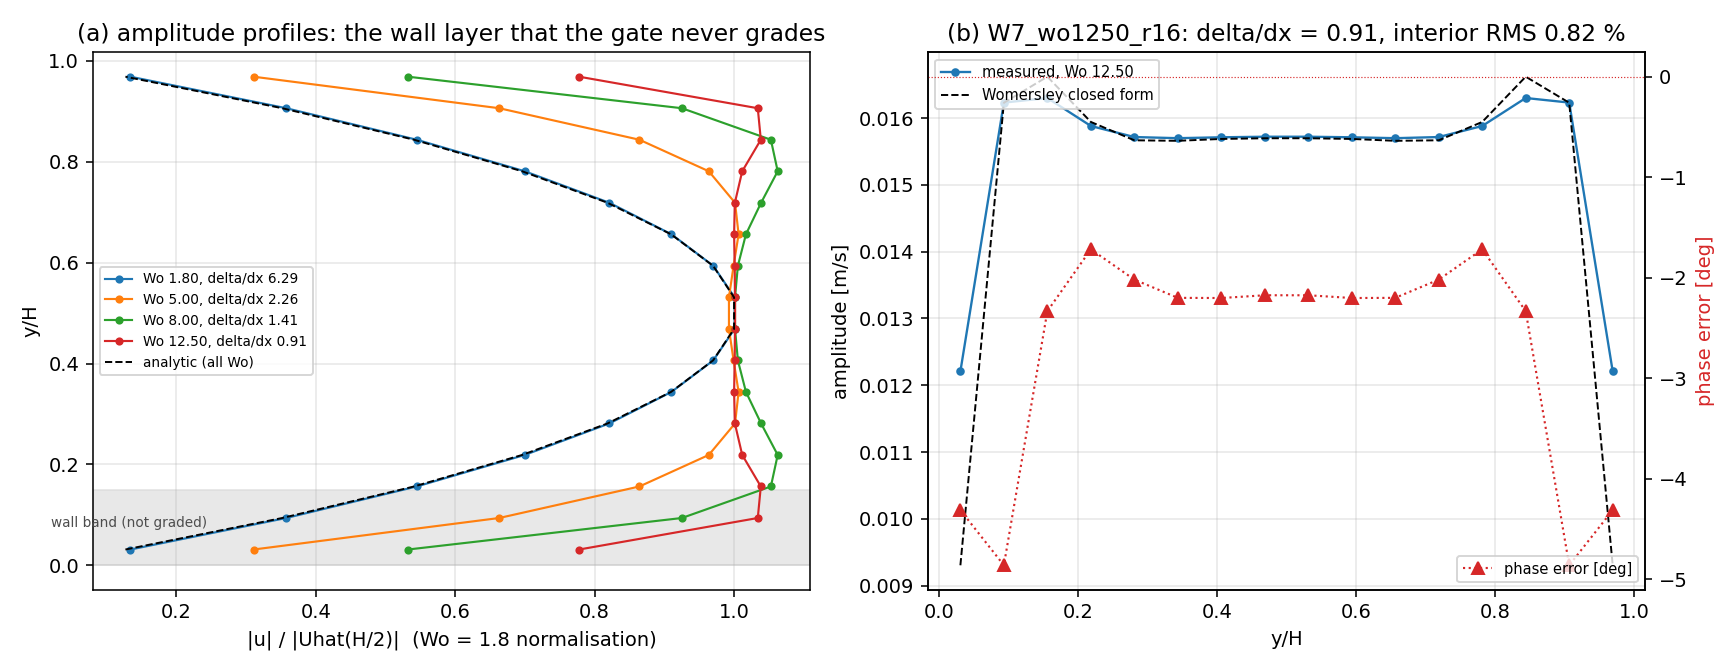 (a) amplitude profiles: the wall layer that the gate never grades
1.0
0.8
0.6
0.4
0.2
0.0
y/H
Wo 1.80, delta/dx 6.29
Wo 5.00, delta/dx 2.26
Wo 8.00, delta/dx 1.41
Wo 12.50, delta/dx 0.91
analytic (all Wo)
wall band (not graded)
0.2 0.4 0.6 0.8 1.0
|u| / |Uhat(H/2)| (Wo = 1.8 normalisation)
(b) W7_wo1250_r16: delta/dx = 0.91, interior RMS 0.82 %
measured, Wo 12.50
Womersley closed form
0.016
0.015
0.014
0.013
0.012
0.011
0.010
0.009
amplitude [m/s]
0
−1
−2
−3
−4
−5
phase error [deg]
phase error [deg]
0.0 0.2 0.4 0.6 0.8 1.0
y/H